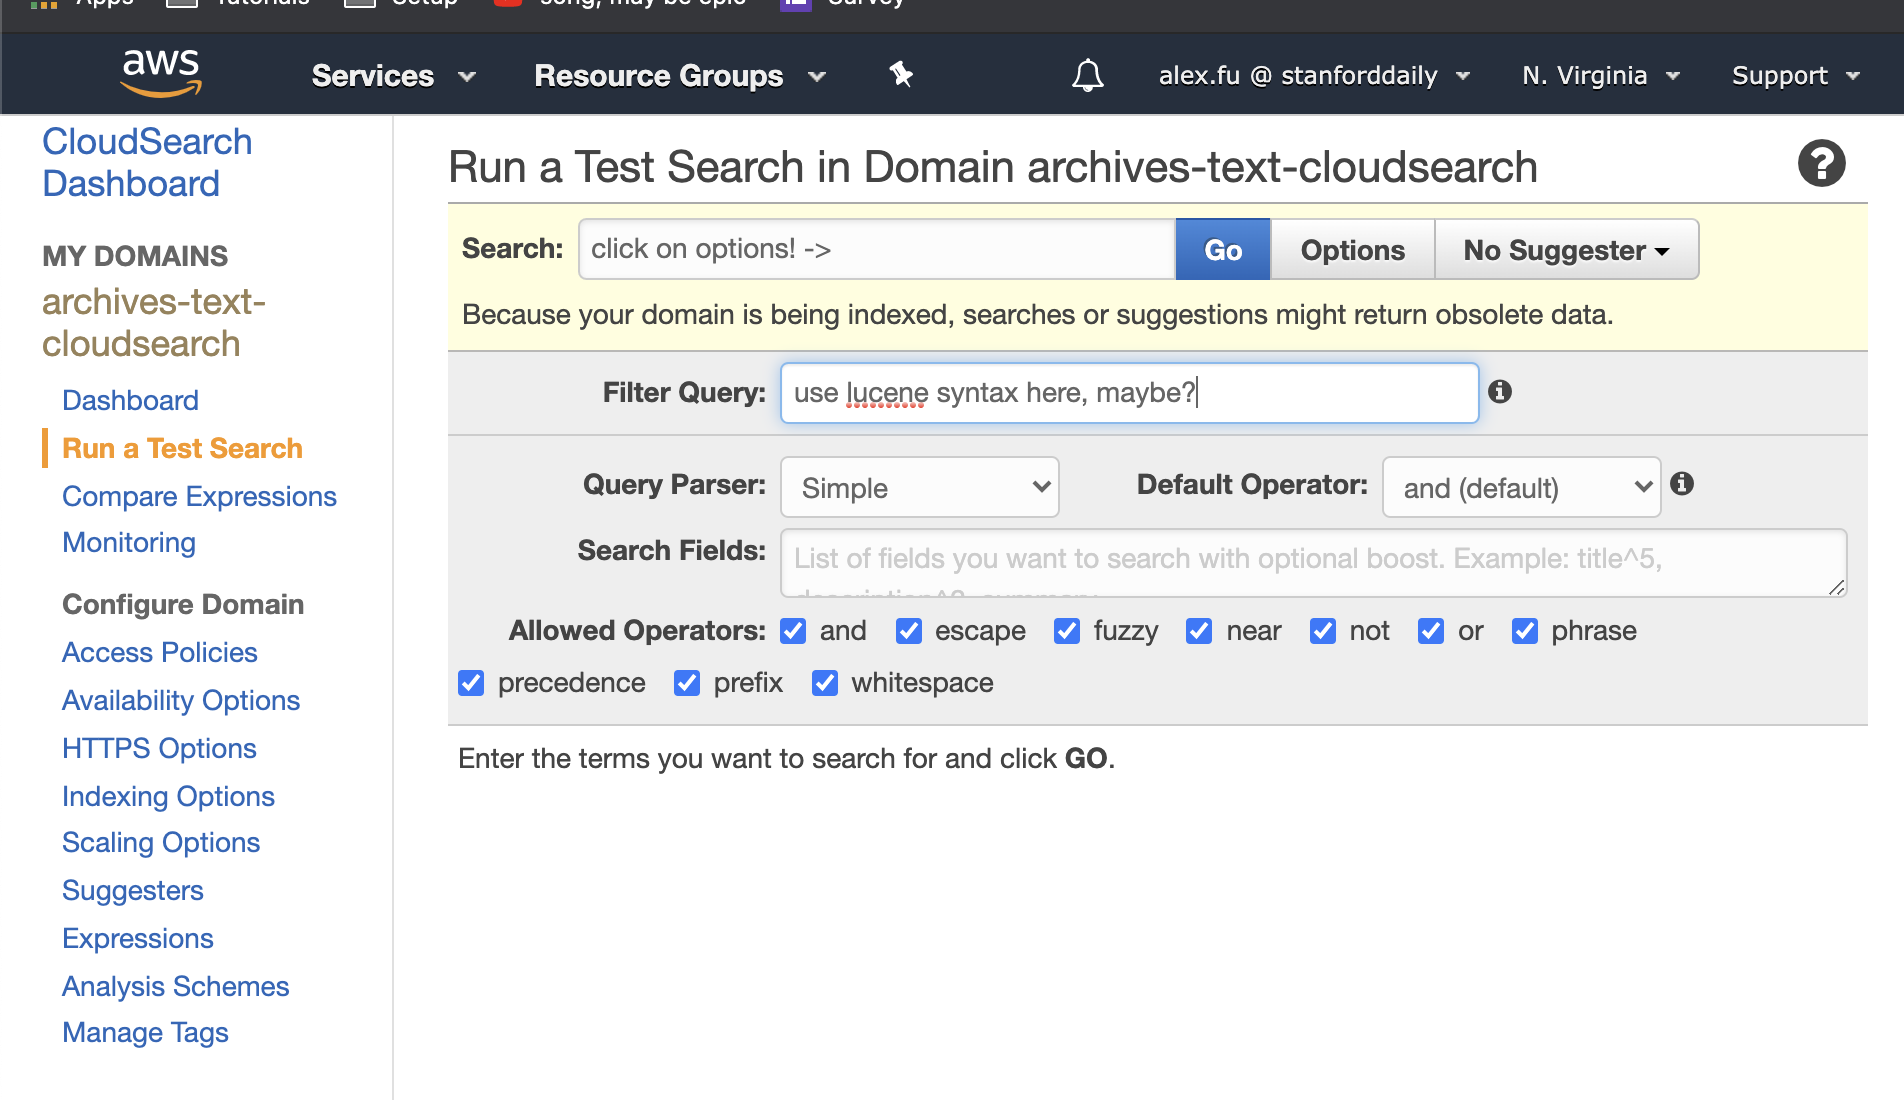 Apps Tutorials Setup song, may be epic Survey
aws Services Resource Groups alex.fu @ stanforddaily N. Virginia Support
CloudSearch
Dashboard
MY DOMAINS
archives-text-
cloudsearch
Dashboard
Run a Test Search
Compare Expressions
Monitoring
Configure Domain
Access Policies
Availability Options
HTTPS Options
Indexing Options
Scaling Options
Suggesters
Expressions
Analysis Schemes
Manage Tags
Run a Test Search in Domain archives-text-cloudsearch ?
Search: click on options! -> Go Options No Suggester
Because your domain is being indexed, searches or suggestions might return obsolete data.
Filter Query: use lucene syntax here, maybe?
Query Parser: Simple Default Operator: and (default)
Search Fields: List of fields you want to search with optional boost. Example: title^5,
description^2, summary
Allowed Operators: and escape fuzzy near not or phrase
precedence prefix whitespace
Enter the terms you want to search for and click GO.